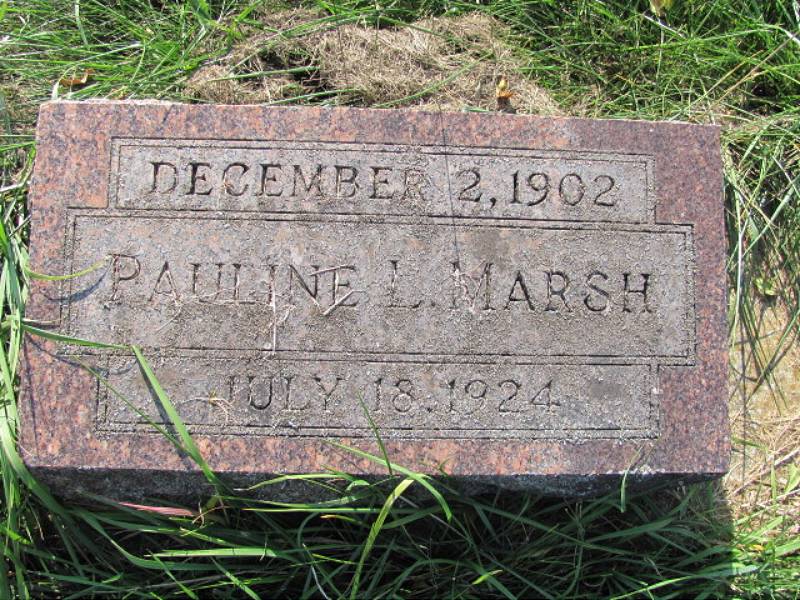 DECEMBER 2, 1902
PAULINE L. MARSH
JULY 18, 1924